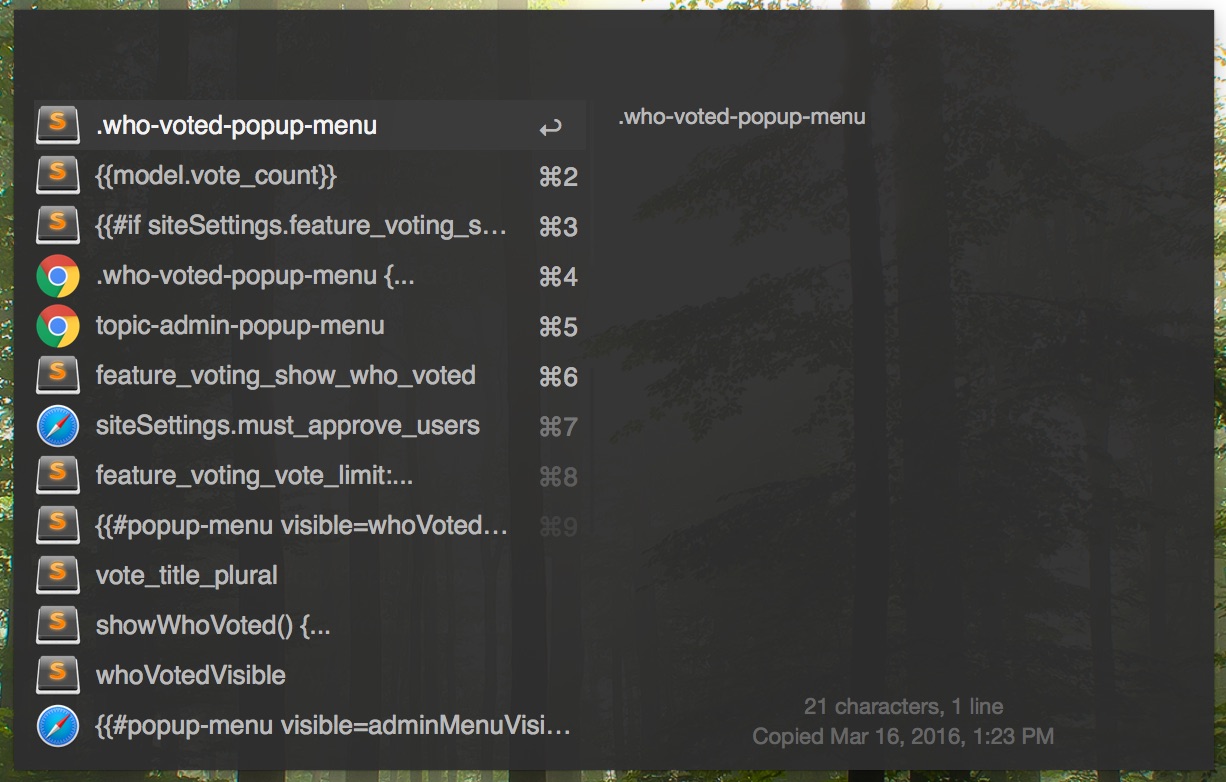 .who-voted-popup-menu
.who-voted-popup-menu
{{model.vote_count}} ⌘2
{{#if siteSettings.feature_voting_s... ⌘3
.who-voted-popup-menu {... ⌘4
topic-admin-popup-menu ⌘5
feature_voting_show_who_voted ⌘6
siteSettings.must_approve_users ⌘7
feature_voting_vote_limit:... ⌘8
{{#popup-menu visible=whoVoted... ⌘9
vote_title_plural
showWhoVoted() {...
whoVotedVisible
{{#popup-menu visible=adminMenuVisi...
21 characters, 1 line
Copied Mar 16, 2016, 1:23 PM